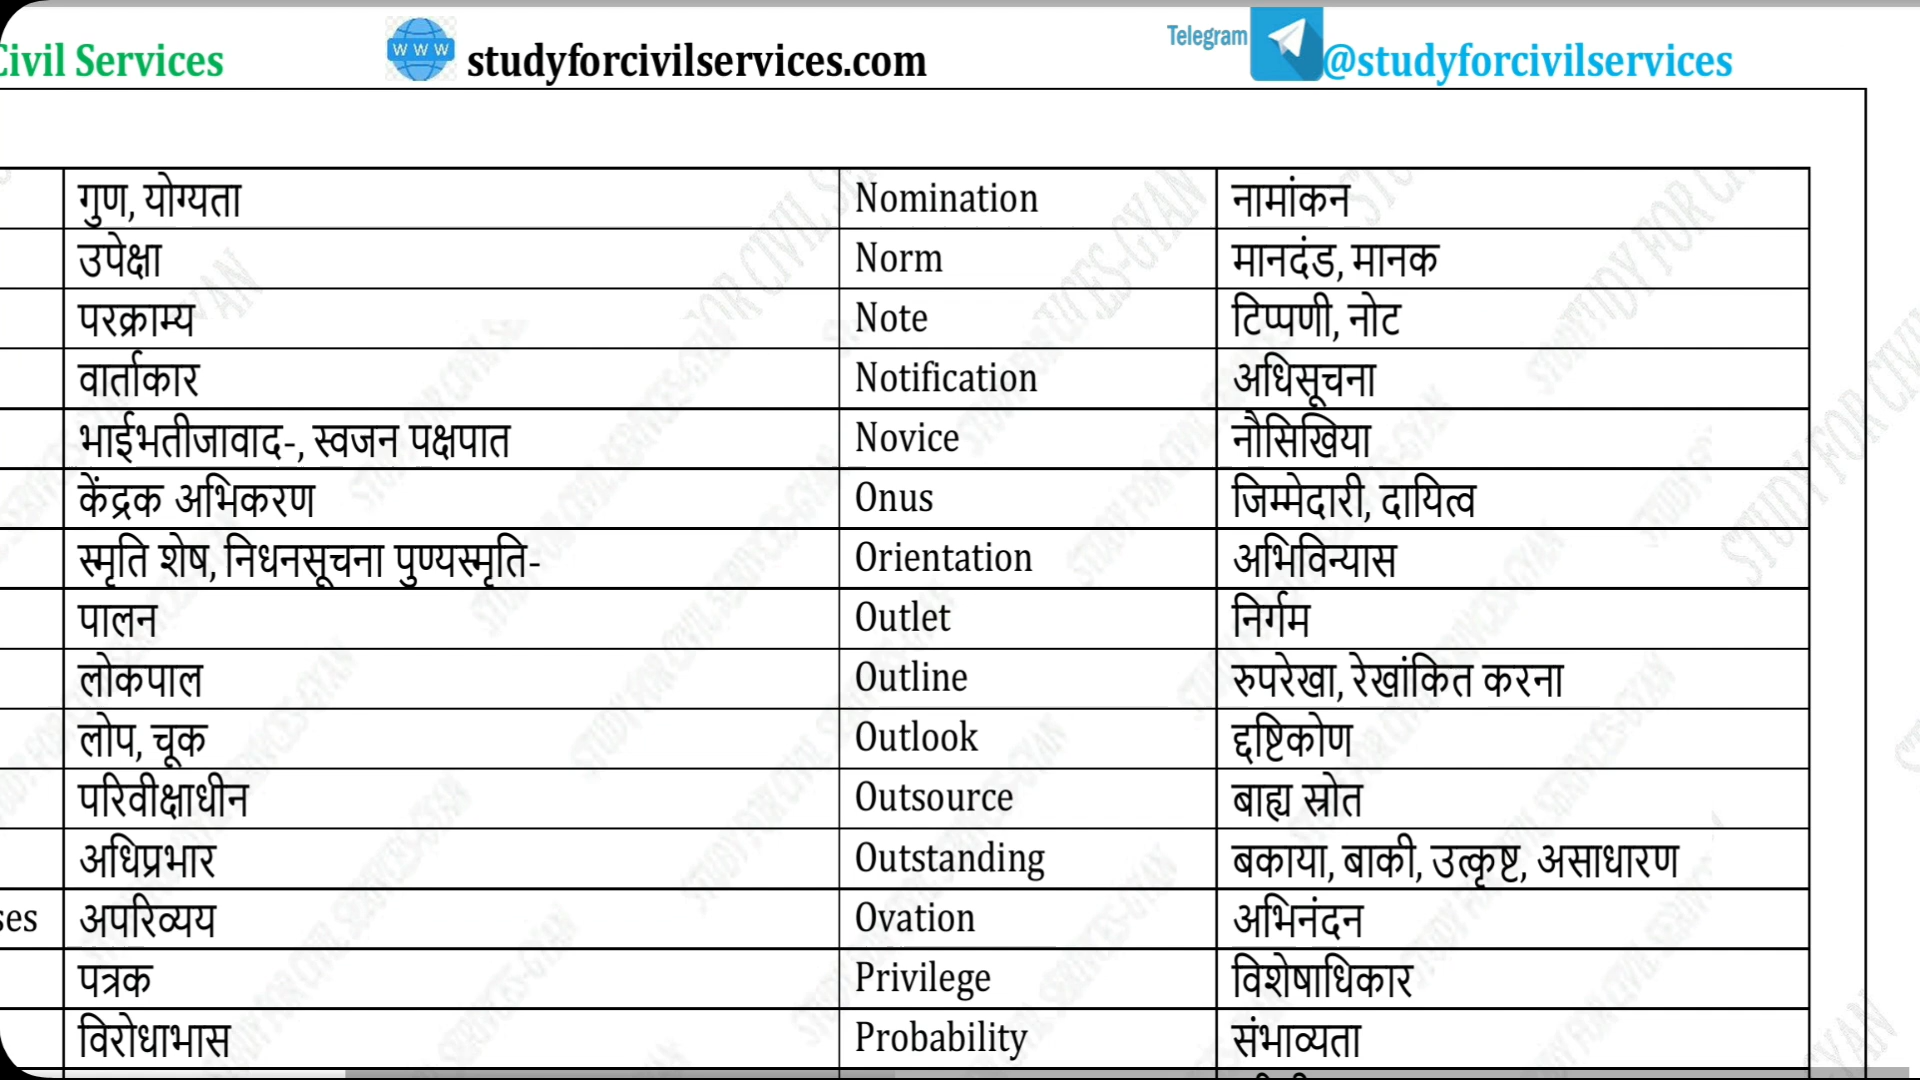 Civil Services
WWW
studyforcivilservices.com
Telegram
@studyforcivilservices
गुण, योग्यता Nomination नामांकन
उपेक्षा Norm मानदंड, मानक
परक्राम्य Note टिप्पणी, नोट
वार्ताकार Notification अधिसूचना
भाईभतीजावाद-, स्वजन पक्षपात Novice नौसिखिया
केंद्रक अभिकरण Onus जिम्मेदारी, दायित्व
स्मृति शेष, निधनसूचना पुण्यस्मृति- Orientation अभिविन्यास
पालन Outlet निर्गम
लोकपाल Outline रुपरेखा, रेखांकित करना
लोप, चूक Outlook द्दष्टिकोण
परिवीक्षाधीन Outsource बाह्य स्रोत
अधिप्रभार Outstanding बकाया, बाकी, उत्कृष्ट, असाधारण
ses अपरिव्यय Ovation अभिनंदन
पत्रक Privilege विशेषाधिकार
विरोधाभास Probability संभाव्यता